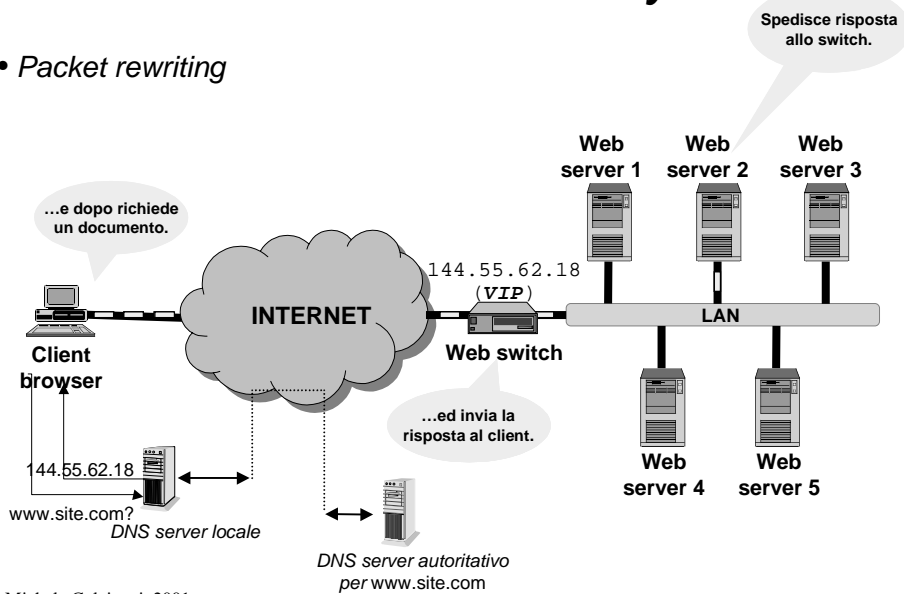 Spedisce risposta
allo switch.
• Packet rewriting
Web
server 1
Web
server 2
Web
server 3
…e dopo richiede
un documento.
144.55.62.18
(VIP)
INTERNET
LAN
Client
browser
Web switch
…ed invia la
risposta al client.
Web
server 4
Web
server 5
144.55.62.18
www.site.com?
DNS server locale
DNS server autoritativo
per www.site.com
2001